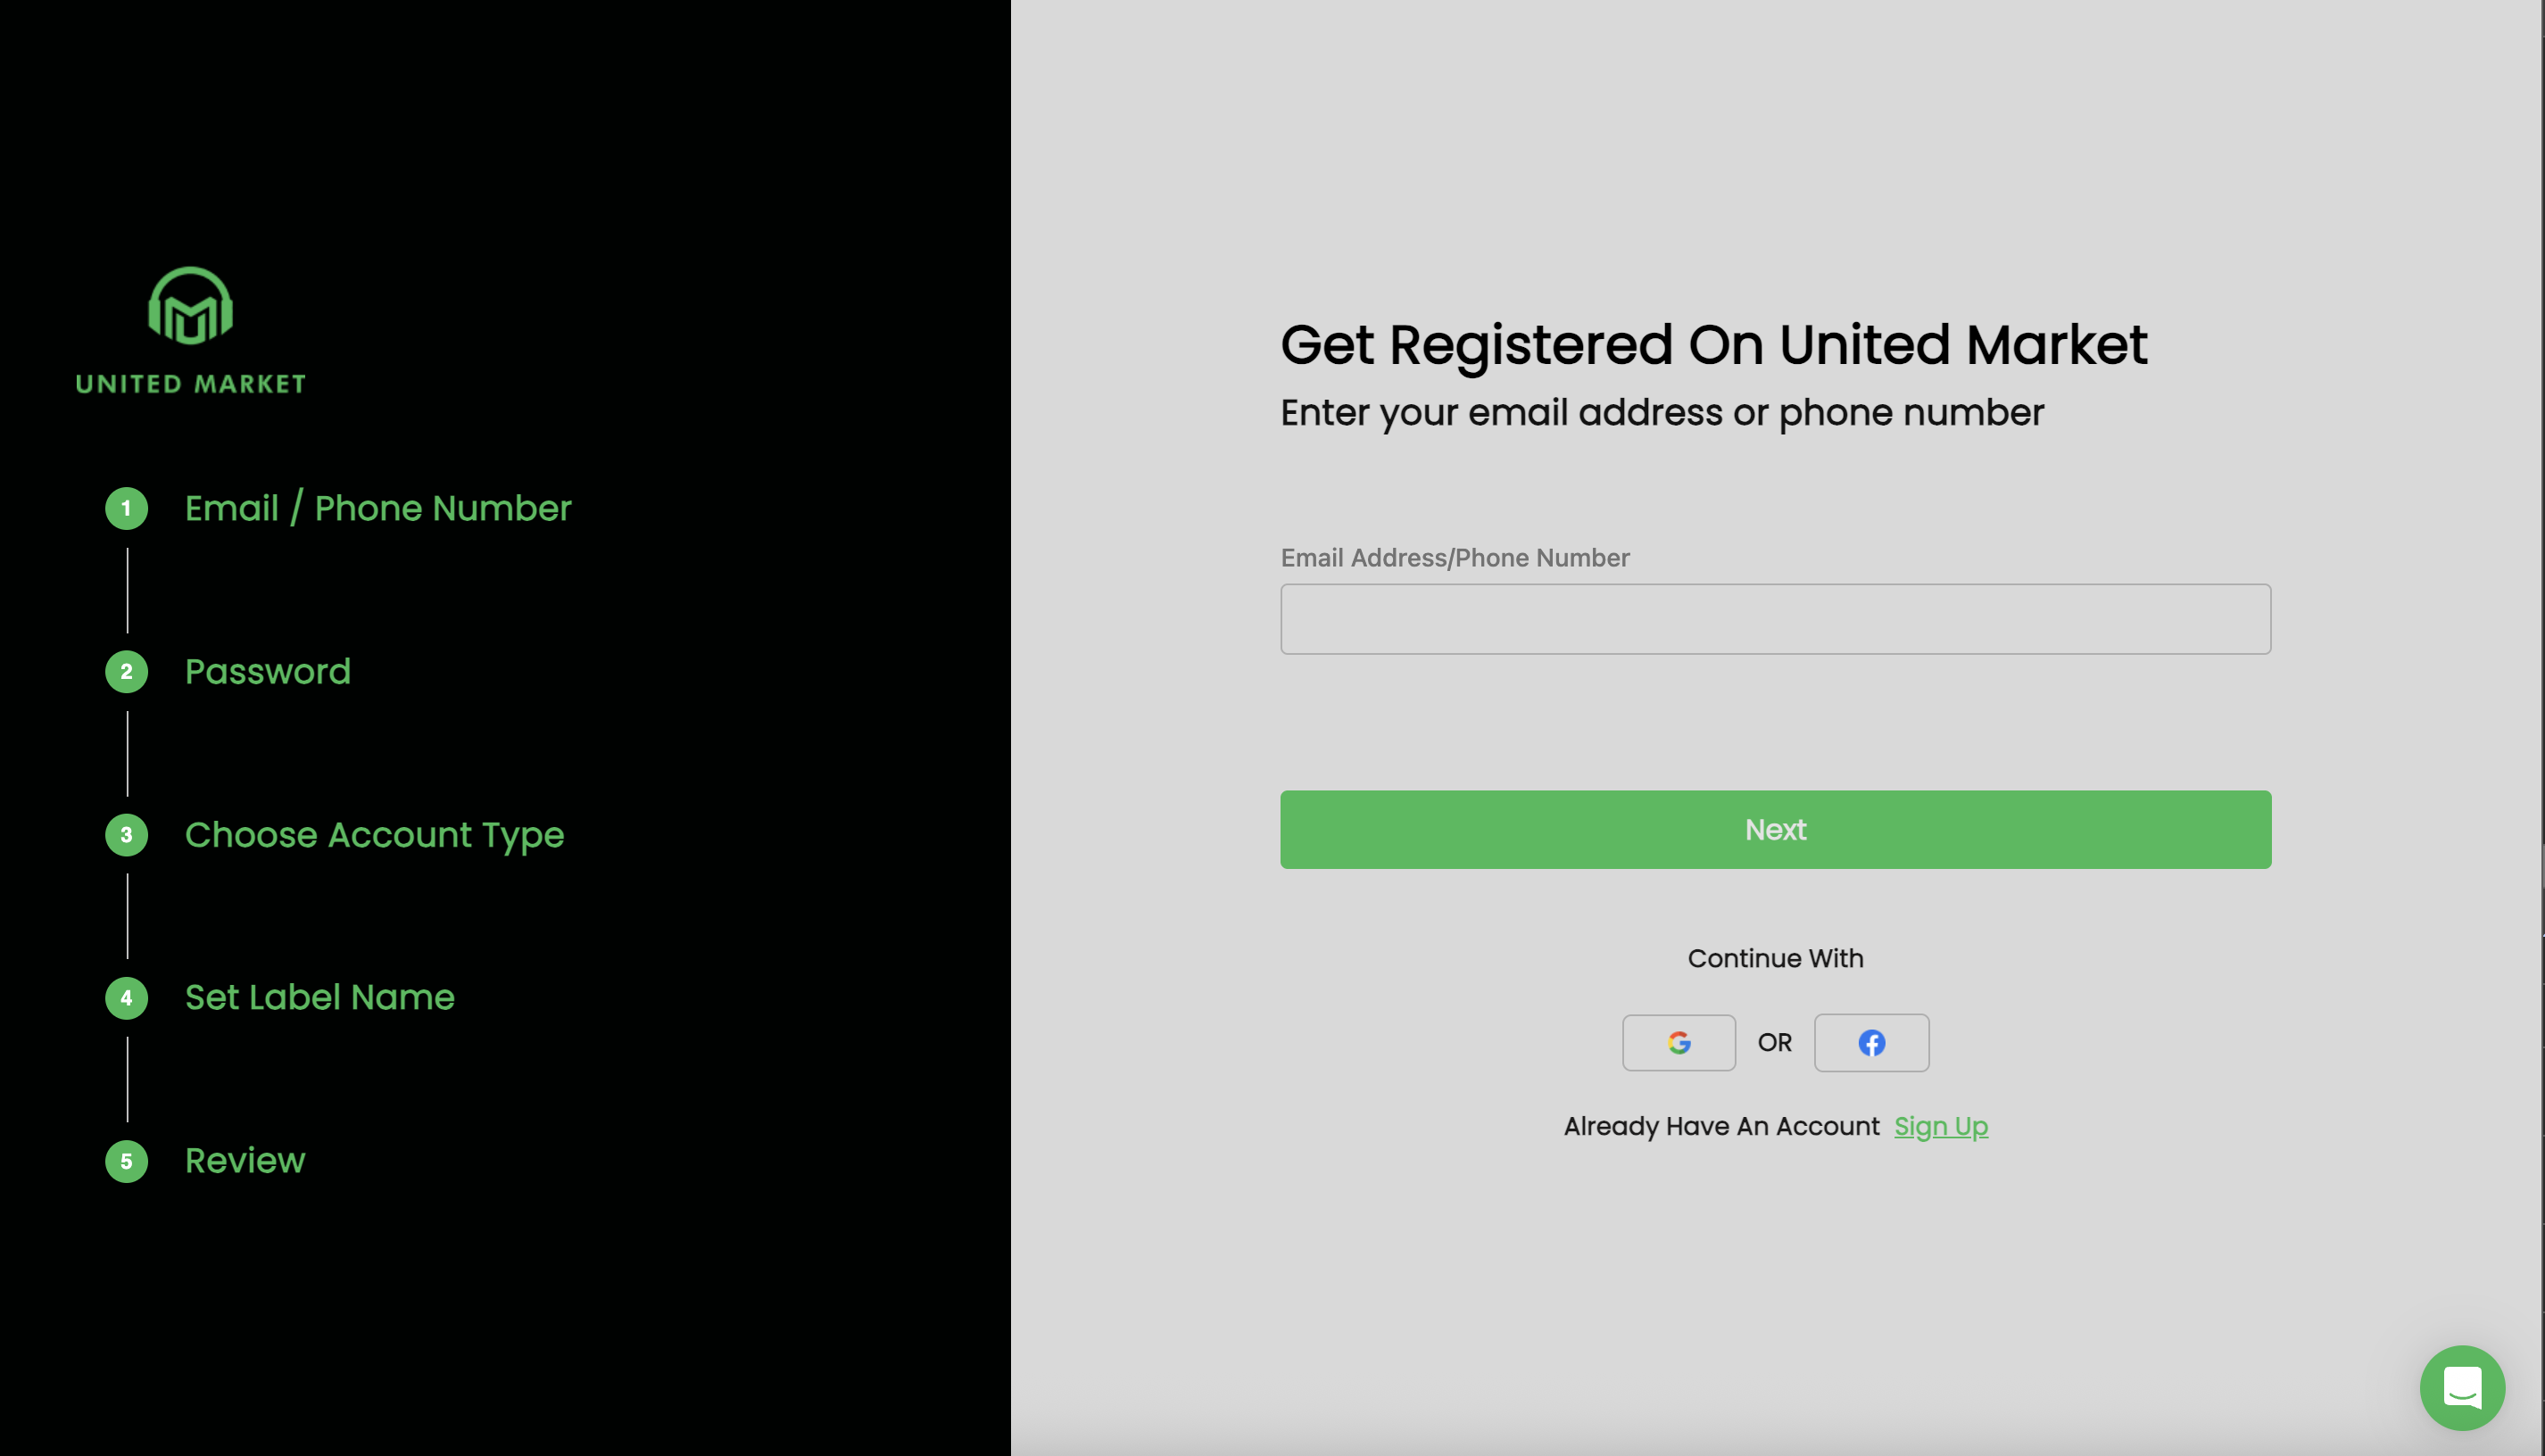 UNITED MARKET
1 Email / Phone Number
2 Password
3 Choose Account Type
4 Set Label Name
5 Review
Get Registered On United Market
Enter your email address or phone number
Email Address/Phone Number
Next
Continue With
OR
Already Have An Account Sign Up